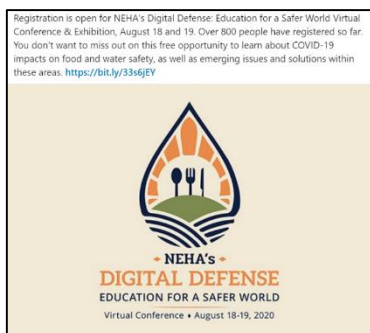 Registration is open for NEHA's Digital Defense: Education for a Safer World Virtual
Conference & Exhibition, August 18 and 19. Over 800 people have registered so far.
You don't want to miss out on this free opportunity to learn about COVID-19
impacts on food and water safety, as well as emerging issues and solutions within
these areas. https://bit.ly/33s6jEY
• NEHA's •
DIGITAL DEFENSE
EDUCATION FOR A SAFER WORLD
Virtual Conference • August 18-19, 2020